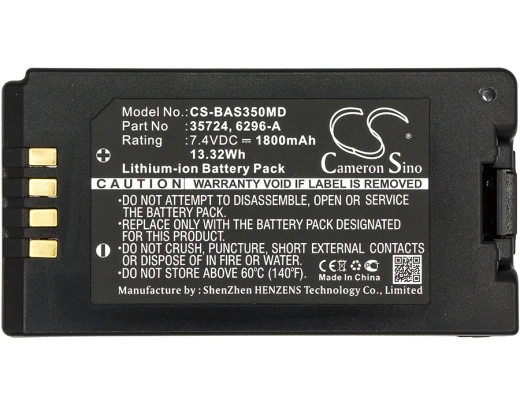 Model No.: CS-BAS350MD
Part No : 35724, 6296-A
Rating : 7.4VDC⎓1800mAh
13.32Wh
Lithium-ion Battery Pack
CS
Cameron Sino
CAUTION WARRANTY VOID IF LABEL IS REMOVED
•DO NOT ATTEMPT TO DISASSEMBLE, OPEN OR SERVICE
THE BATTERY PACK.
•REPLACE ONLY WITH THE BATTERY PACK DESIGNATED
FOR THIS PRODUCT.
•DO NOT CRUSH, PUNCTURE, SHORT EXTERNAL CONTACTS
OR DISPOSE OF IN FIRE OR WATER.
•DO NOT STORE ABOVE 60°C (140°F).
CE
Manufacture by : ShenZhen HENZENS Technology Co., Limited